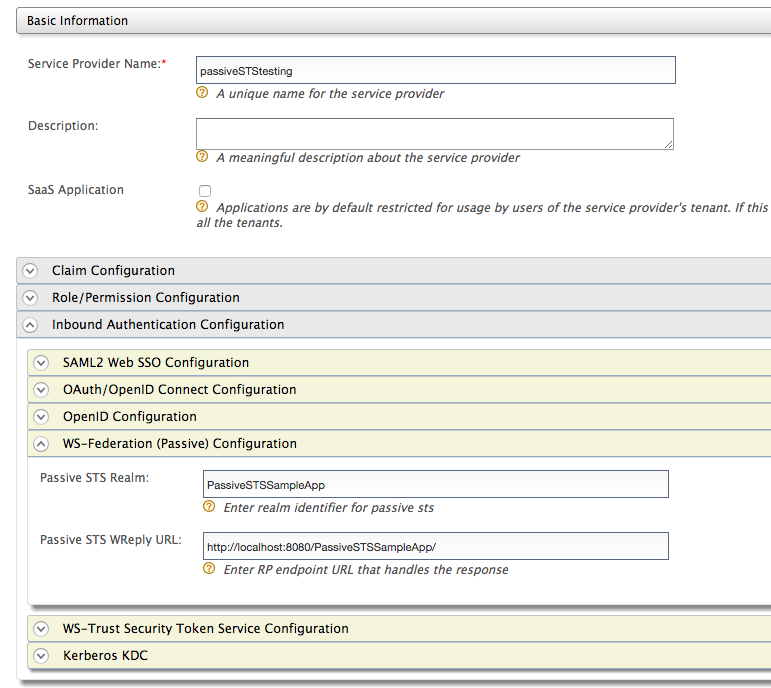 Basic Information
Service Provider Name:*
passiveSTStesting
A unique name for the service provider
Description:
A meaningful description about the service provider
SaaS Application
Applications are by default restricted for usage by users of the service provider's tenant. If this
all the tenants.
Claim Configuration
Role/Permission Configuration
Inbound Authentication Configuration
SAML2 Web SSO Configuration
OAuth/OpenID Connect Configuration
OpenID Configuration
WS-Federation (Passive) Configuration
Passive STS Realm:
PassiveSTSSampleApp
Enter realm identifier for passive sts
Passive STS WReply URL:
http://localhost:8080/PassiveSTSSampleApp/
Enter RP endpoint URL that handles the response
WS-Trust Security Token Service Configuration
Kerberos KDC